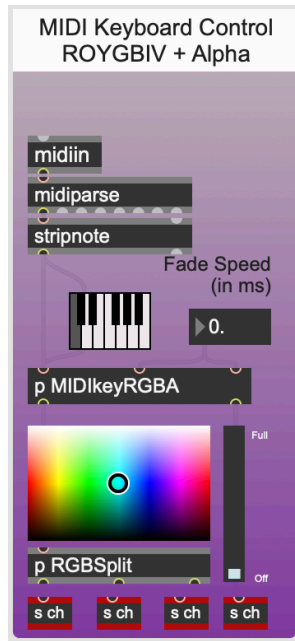 MIDI Keyboard Control
ROYGBIV + Alpha
midiin
midiparse
stripnote
Fade Speed
(in ms)
0.
p MIDIkeyRGBA
Full
p RGBSplit
Off
s ch
s ch
s ch
s ch